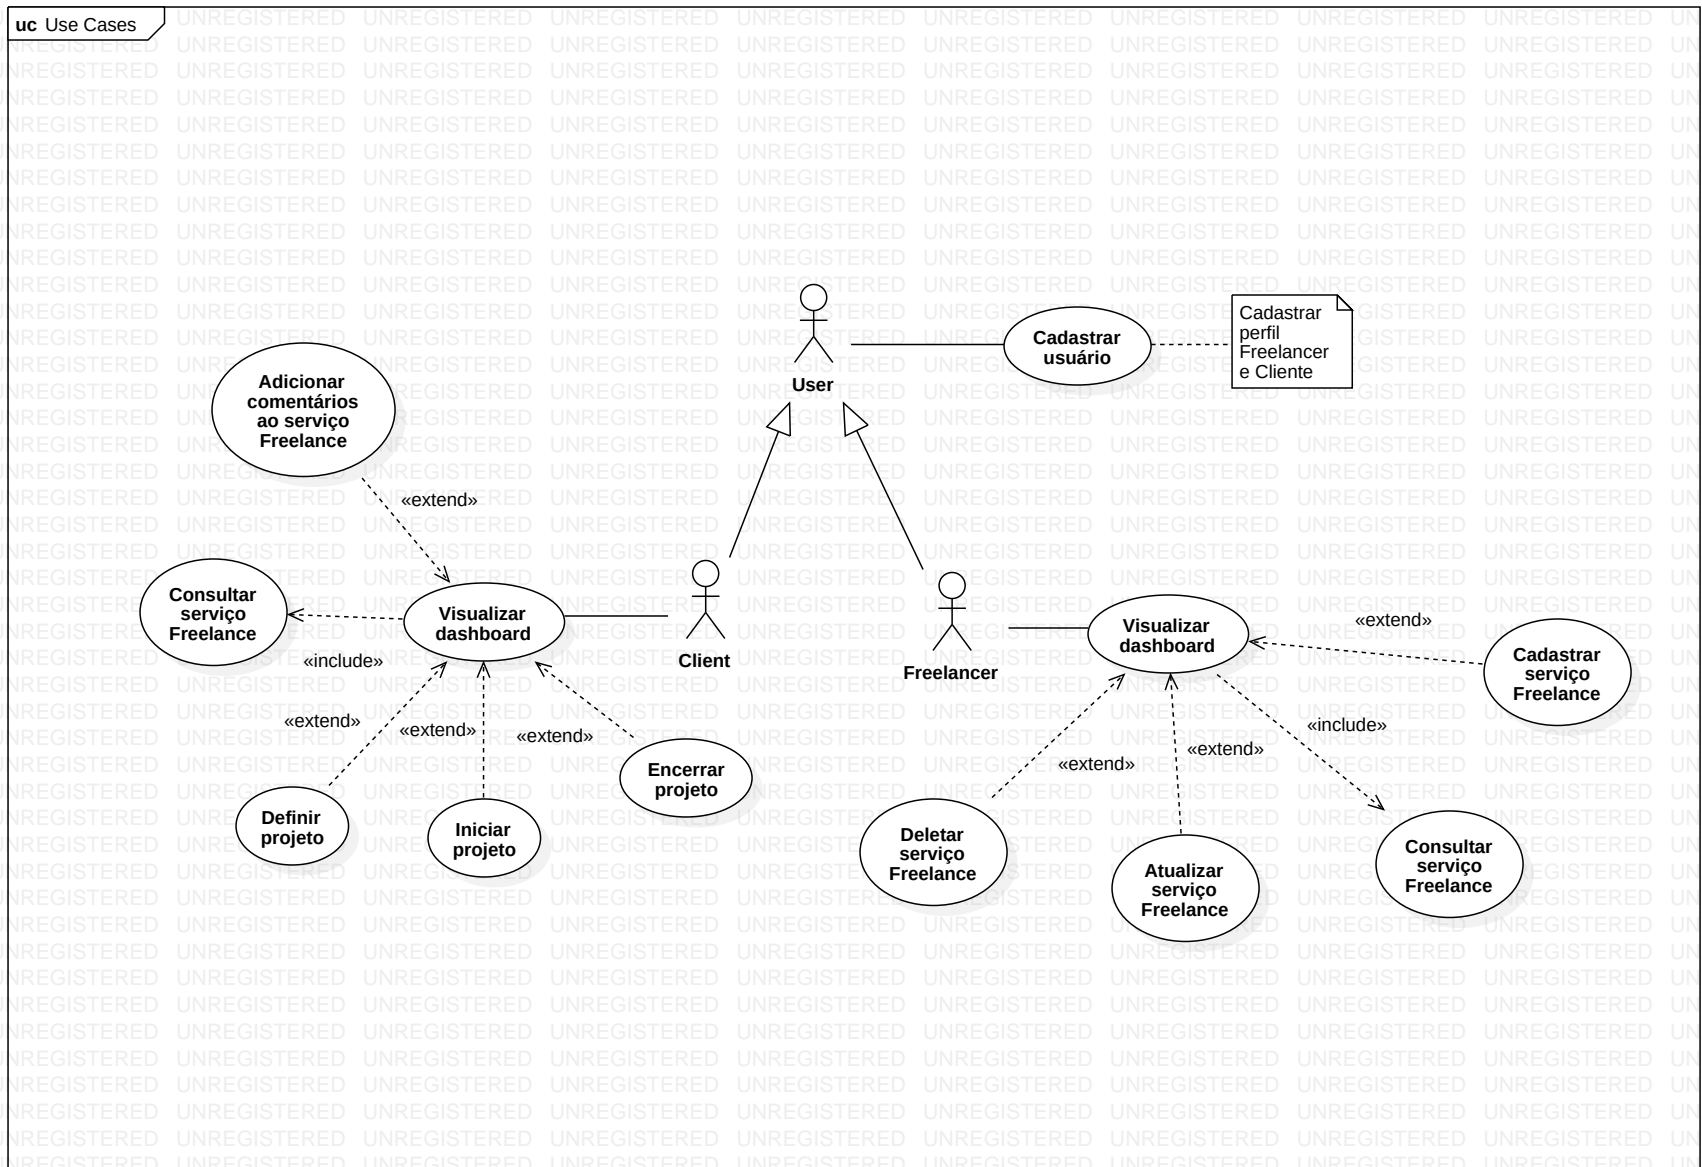 uc Use Cases
User
Cadastrar
usuário
Cadastrar
perfil
Freelancer
e Cliente
Adicionar
comentários
ao serviço
Freelance
«extend»
Consultar
serviço
Freelance
«include»
Visualizar
dashboard
Client
Freelancer
Visualizar
dashboard
«extend»
Cadastrar
serviço
Freelance
«extend»
«extend»
«extend»
Definir
projeto
Iniciar
projeto
Encerrar
projeto
«extend»
«extend»
«include»
Deletar
serviço
Freelance
Atualizar
serviço
Freelance
Consultar
serviço
Freelance
UNREGISTERED